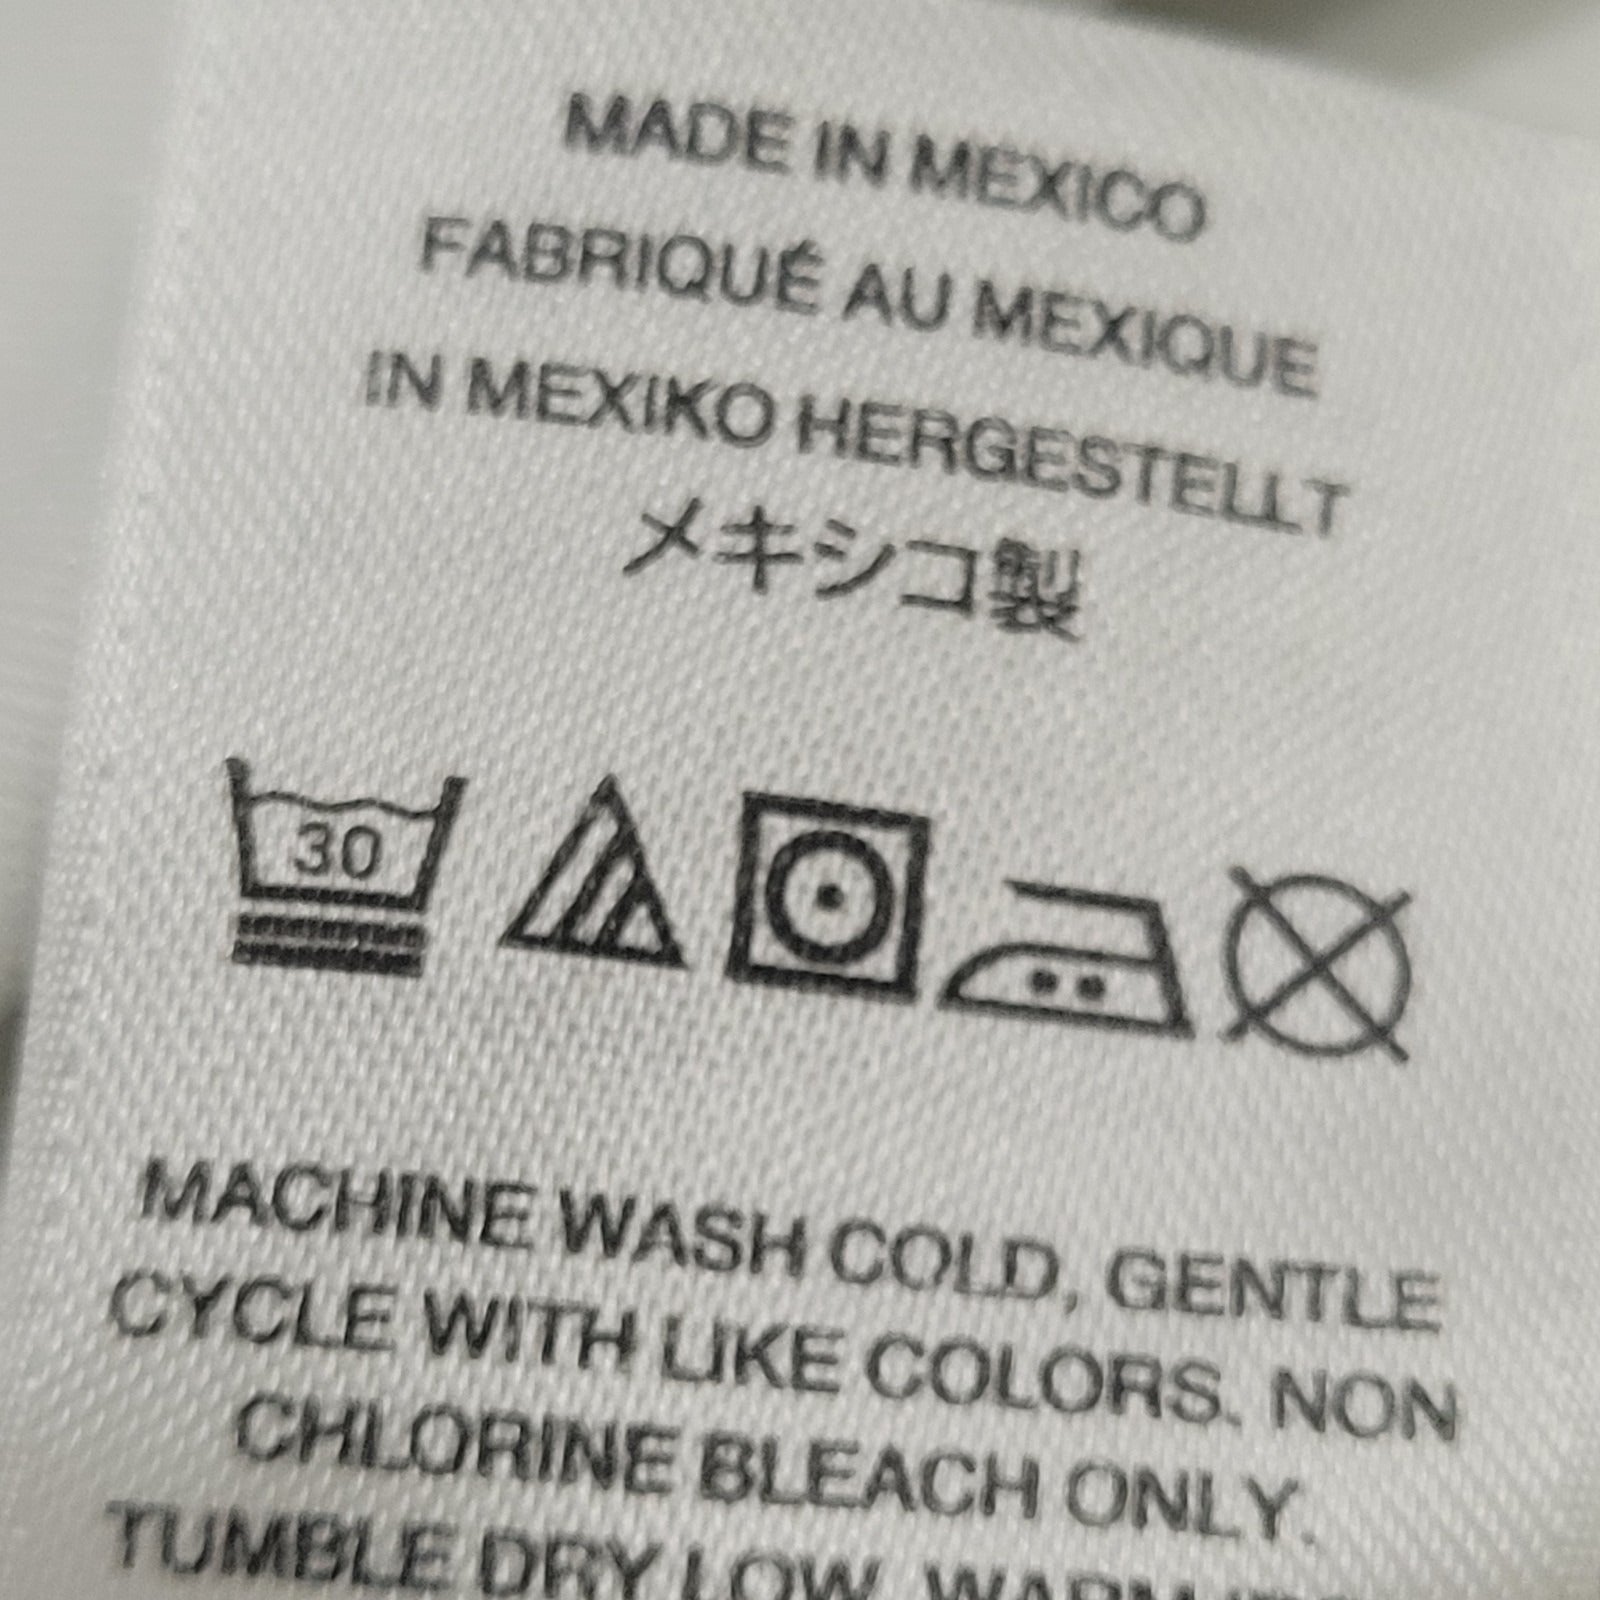 MADE IN MEXICO
FABRIQUÉ AU MEXIQUE
IN MEXIKO HERGESTELLT
メキシコ製
30
MACHINE WASH COLD, GENTLE
CYCLE WITH LIKE COLORS. NON
CHLORINE BLEACH ONLY.
TUMBLE DRY LOW. WARM